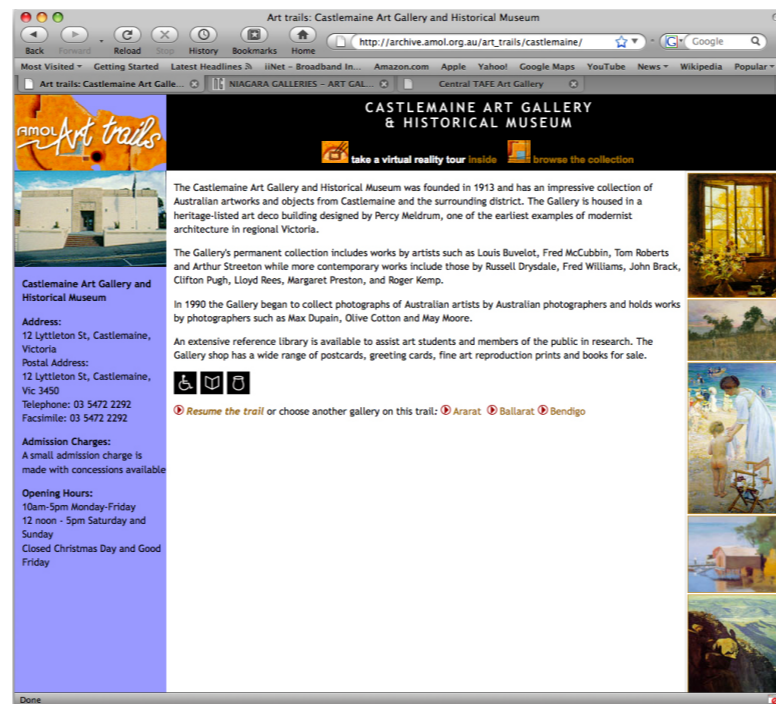 Art trails: Castlemaine Art Gallery and Historical Museum
Back Forward Reload Stop History Bookmarks Home http://archive.amol.org.au/art_trails/castlemaine/ Google
Most Visited Getting Started Latest Headlines iiNet – Broadband In... Amazon.com Apple Yahoo! Google Maps YouTube News Wikipedia Popular
Art trails: Castlemaine Art Galle... NIAGARA GALLERIES – ART GAL... Central TAFE Art Gallery
AMOL Art trails
CASTLEMAINE ART GALLERY
& HISTORICAL MUSEUM
take a virtual reality tour inside browse the collection
Castlemaine Art Gallery and
Historical Museum
Address:
12 Lyttleton St, Castlemaine,
Victoria
Postal Address:
12 Lyttleton St, Castlemaine,
Vic 3450
Telephone: 03 5472 2292
Facsimile: 03 5472 2292
Admission Charges:
A small admission charge is
made with concessions available
Opening Hours:
10am-5pm Monday-Friday
12 noon - 5pm Saturday and
Sunday
Closed Christmas Day and Good
Friday
The Castlemaine Art Gallery and Historical Museum was founded in 1913 and has an impressive collection of
Australian artworks and objects from Castlemaine and the surrounding district. The Gallery is housed in a
heritage-listed art deco building designed by Percy Meldrum, one of the earliest examples of modernist
architecture in regional Victoria.
The Gallery's permanent collection includes works by artists such as Louis Buvelot, Fred McCubbin, Tom Roberts
and Arthur Streeton while more contemporary works include those by Russell Drysdale, Fred Williams, John Brack,
Clifton Pugh, Lloyd Rees, Margaret Preston, and Roger Kemp.
In 1990 the Gallery began to collect photographs of Australian artists by Australian photographers and holds works
by photographers such as Max Dupain, Olive Cotton and May Moore.
An extensive reference library is available to assist art students and members of the public in research. The
Gallery shop has a wide range of postcards, greeting cards, fine art reproduction prints and books for sale.
Resume the trail or choose another gallery on this trail: Ararat Ballarat Bendigo
Done